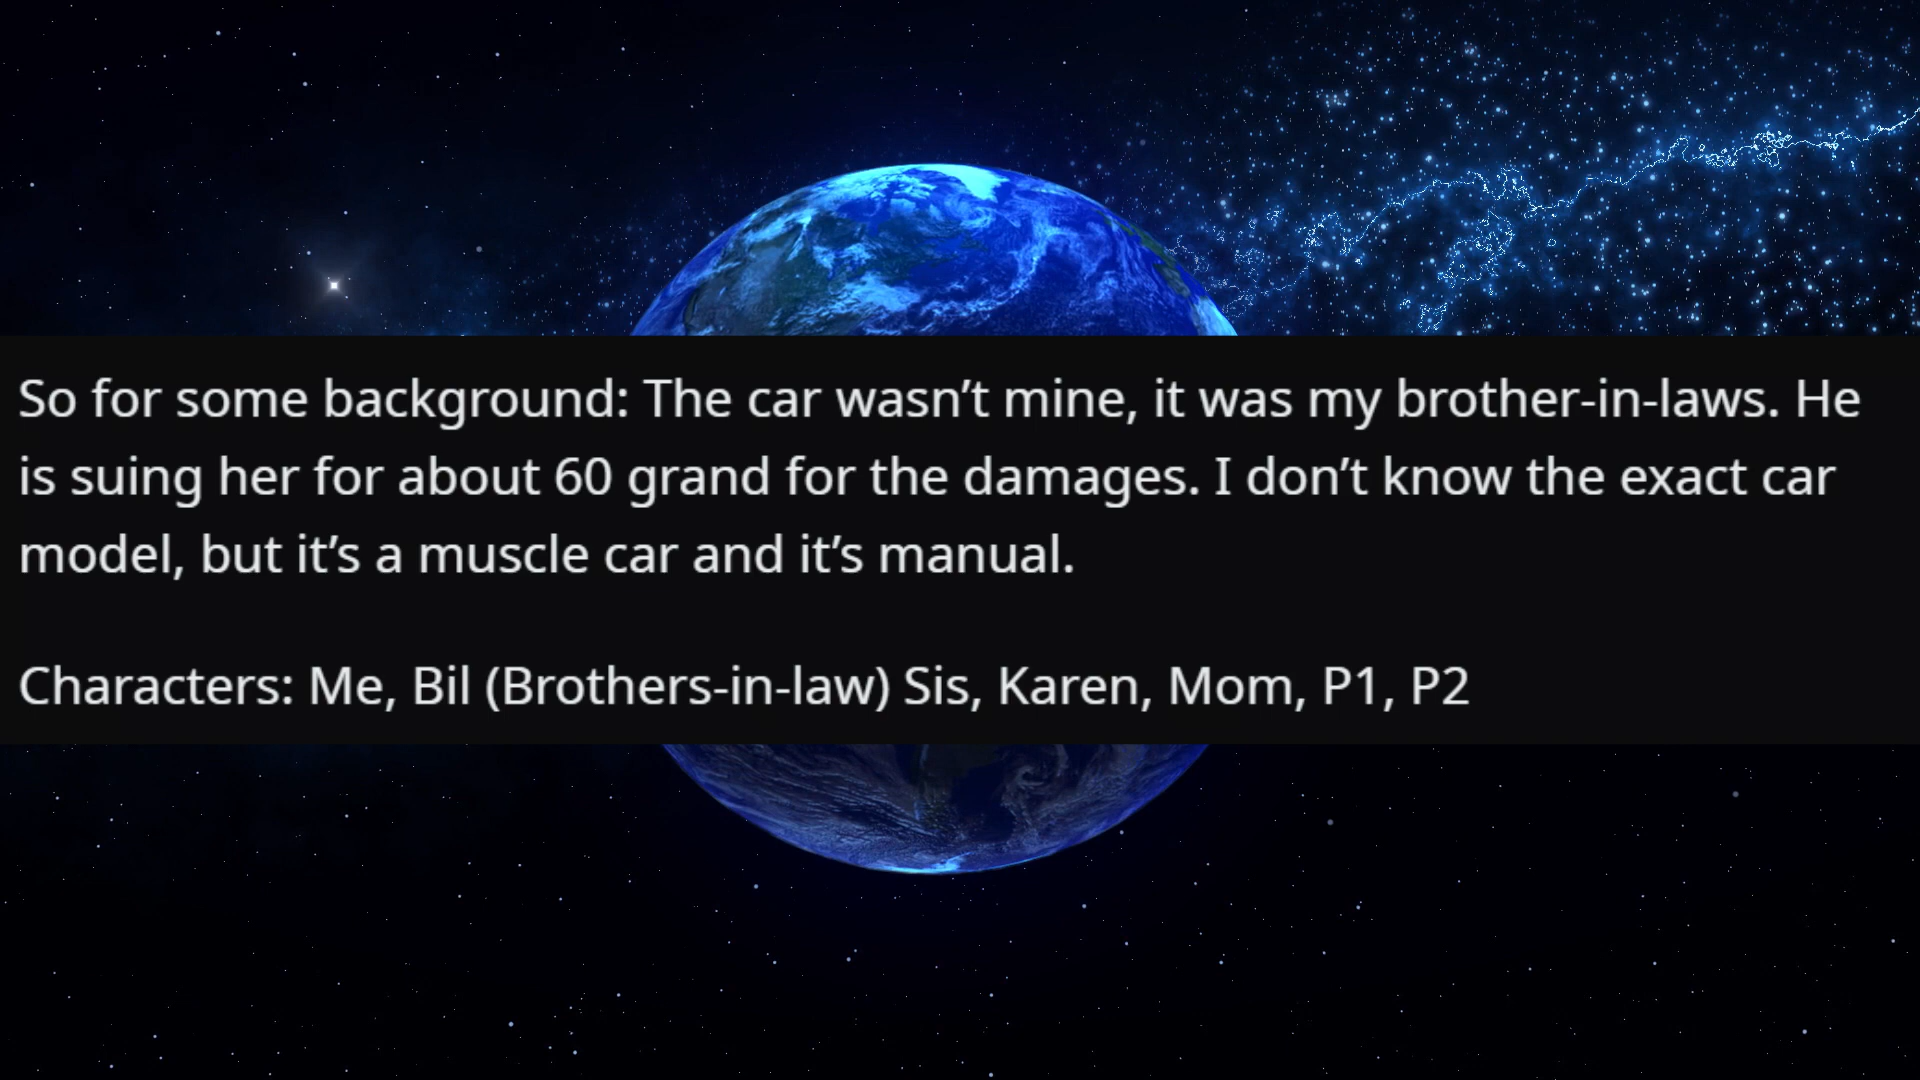 So for some background: The car wasn’t mine, it was my brother-in-laws. He
is suing her for about 60 grand for the damages. I don’t know the exact car
model, but it’s a muscle car and it’s manual.
Characters: Me, Bil (Brothers-in-law) Sis, Karen, Mom, P1, P2